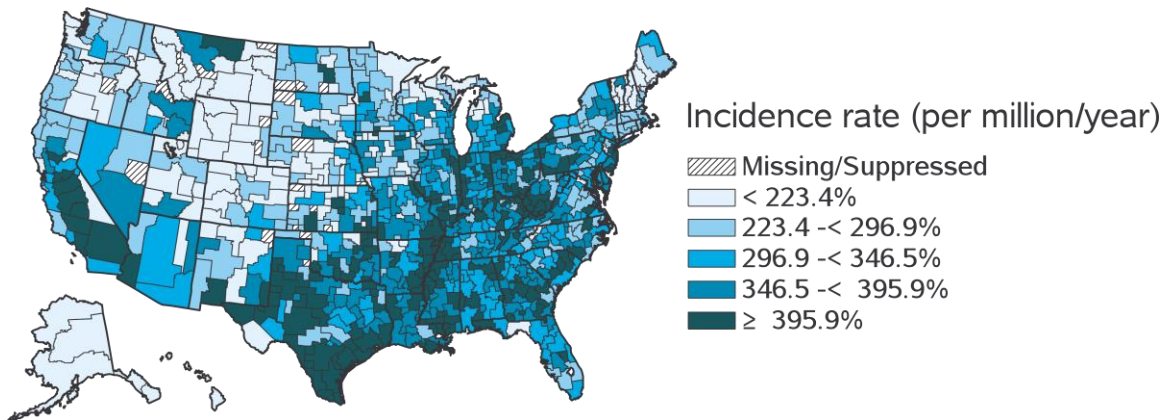 Incidence rate (per million/year)
Missing/Suppressed
< 223.4%
223.4 -< 296.9%
296.9 -< 346.5%
346.5 -< 395.9%
≥ 395.9%